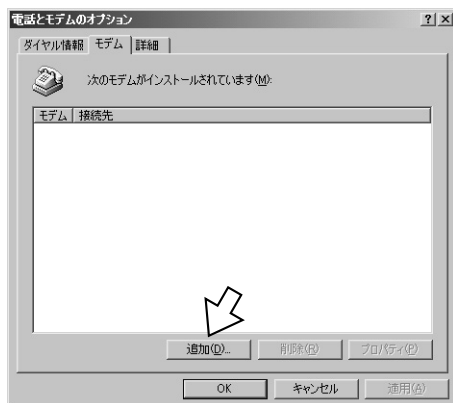 電話とモデムのオプション
ダイヤル情報 モデム 詳細
次のモデムがインストールされています(M):
モデム 接続先
追加(D)... 削除(R) プロパティ(P)
OK キャンセル 適用(A)